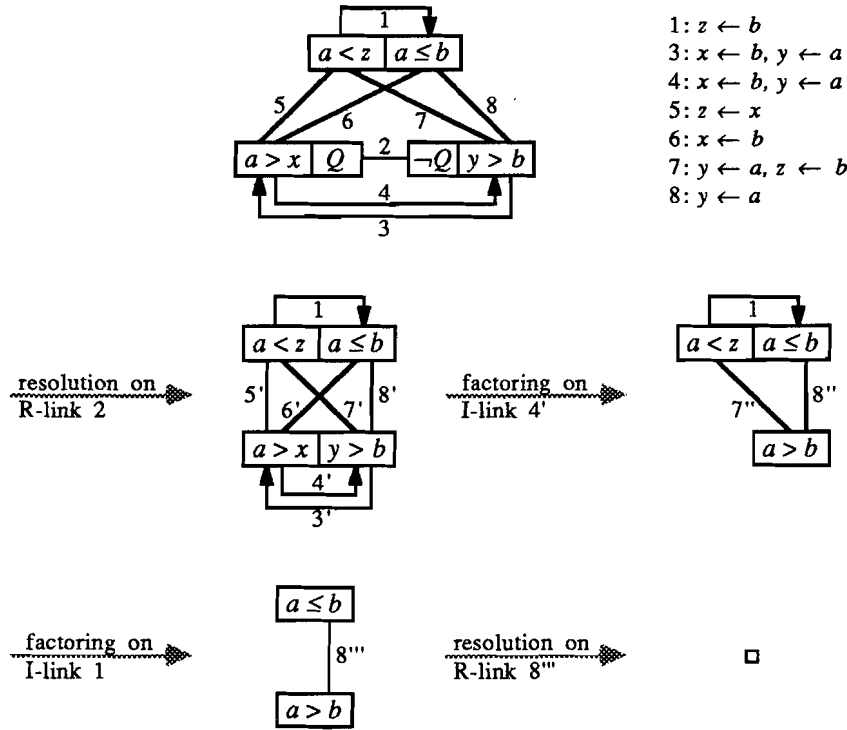 1
a < z a ≤ b
5 6 7 8
a > x Q 2 ¬Q y > b
4
3
1: z ← b
3: x ← b, y ← a
4: x ← b, y ← a
5: z ← x
6: x ← b
7: y ← a, z ← b
8: y ← a
resolution on
R-link 2
1
a < z a ≤ b
5' 6' 7' 8'
a > x y > b
4'
3'
factoring on
I-link 4'
1
a < z a ≤ b
7" 8"
a > b
factoring on
I-link 1
a ≤ b
8'"
a > b
resolution on
R-link 8'"